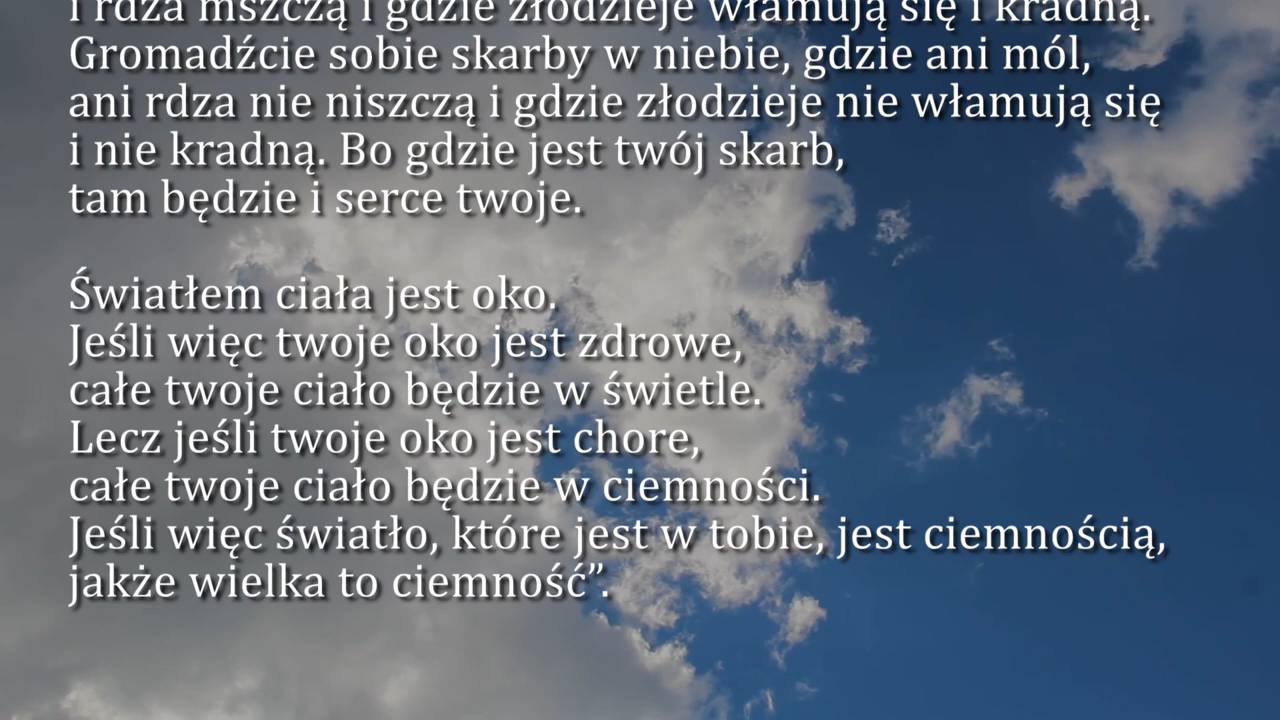 i rdza niszczą i gdzie złodzieje włamują się i kradną.
Gromadźcie sobie skarby w niebie, gdzie ani mól,
ani rdza nie niszczą i gdzie złodzieje nie włamują się
i nie kradną. Bo gdzie jest twój skarb,
tam będzie i serce twoje.
Światłem ciała jest oko.
Jeśli więc twoje oko jest zdrowe,
całe twoje ciało będzie w świetle.
Lecz jeśli twoje oko jest chore,
całe twoje ciało będzie w ciemności.
Jeśli więc światło, które jest w tobie, jest ciemnością,
jakże wielka to ciemność”.